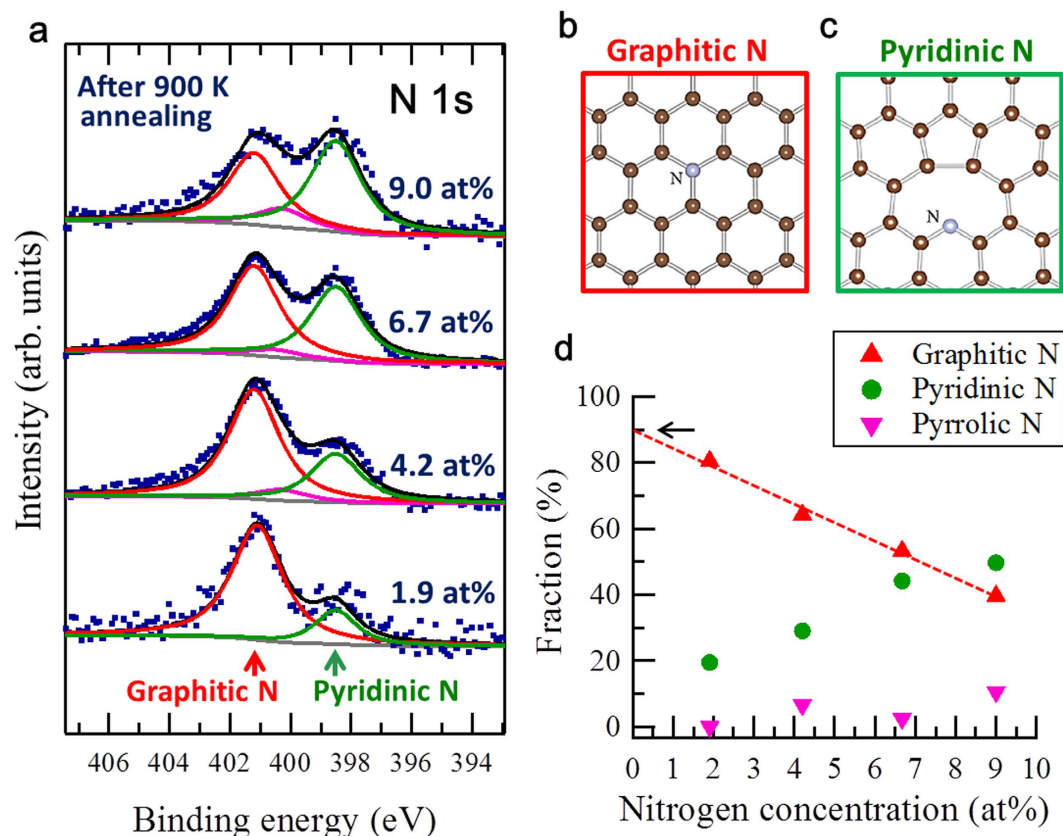 a
After 900 K
annealing
N 1s
9.0 at%
6.7 at%
4.2 at%
1.9 at%
Graphitic N
Pyridinic N
Intensity (arb. units)
406 404 402 400 398 396 394
Binding energy (eV)
b
Graphitic N
N
c
Pyridinic N
N
d
Graphitic N
Pyridinic N
Pyrrolic N
100
80
60
40
20
0
Fraction (%)
0 1 2 3 4 5 6 7 8 9 10
Nitrogen concentration (at%)